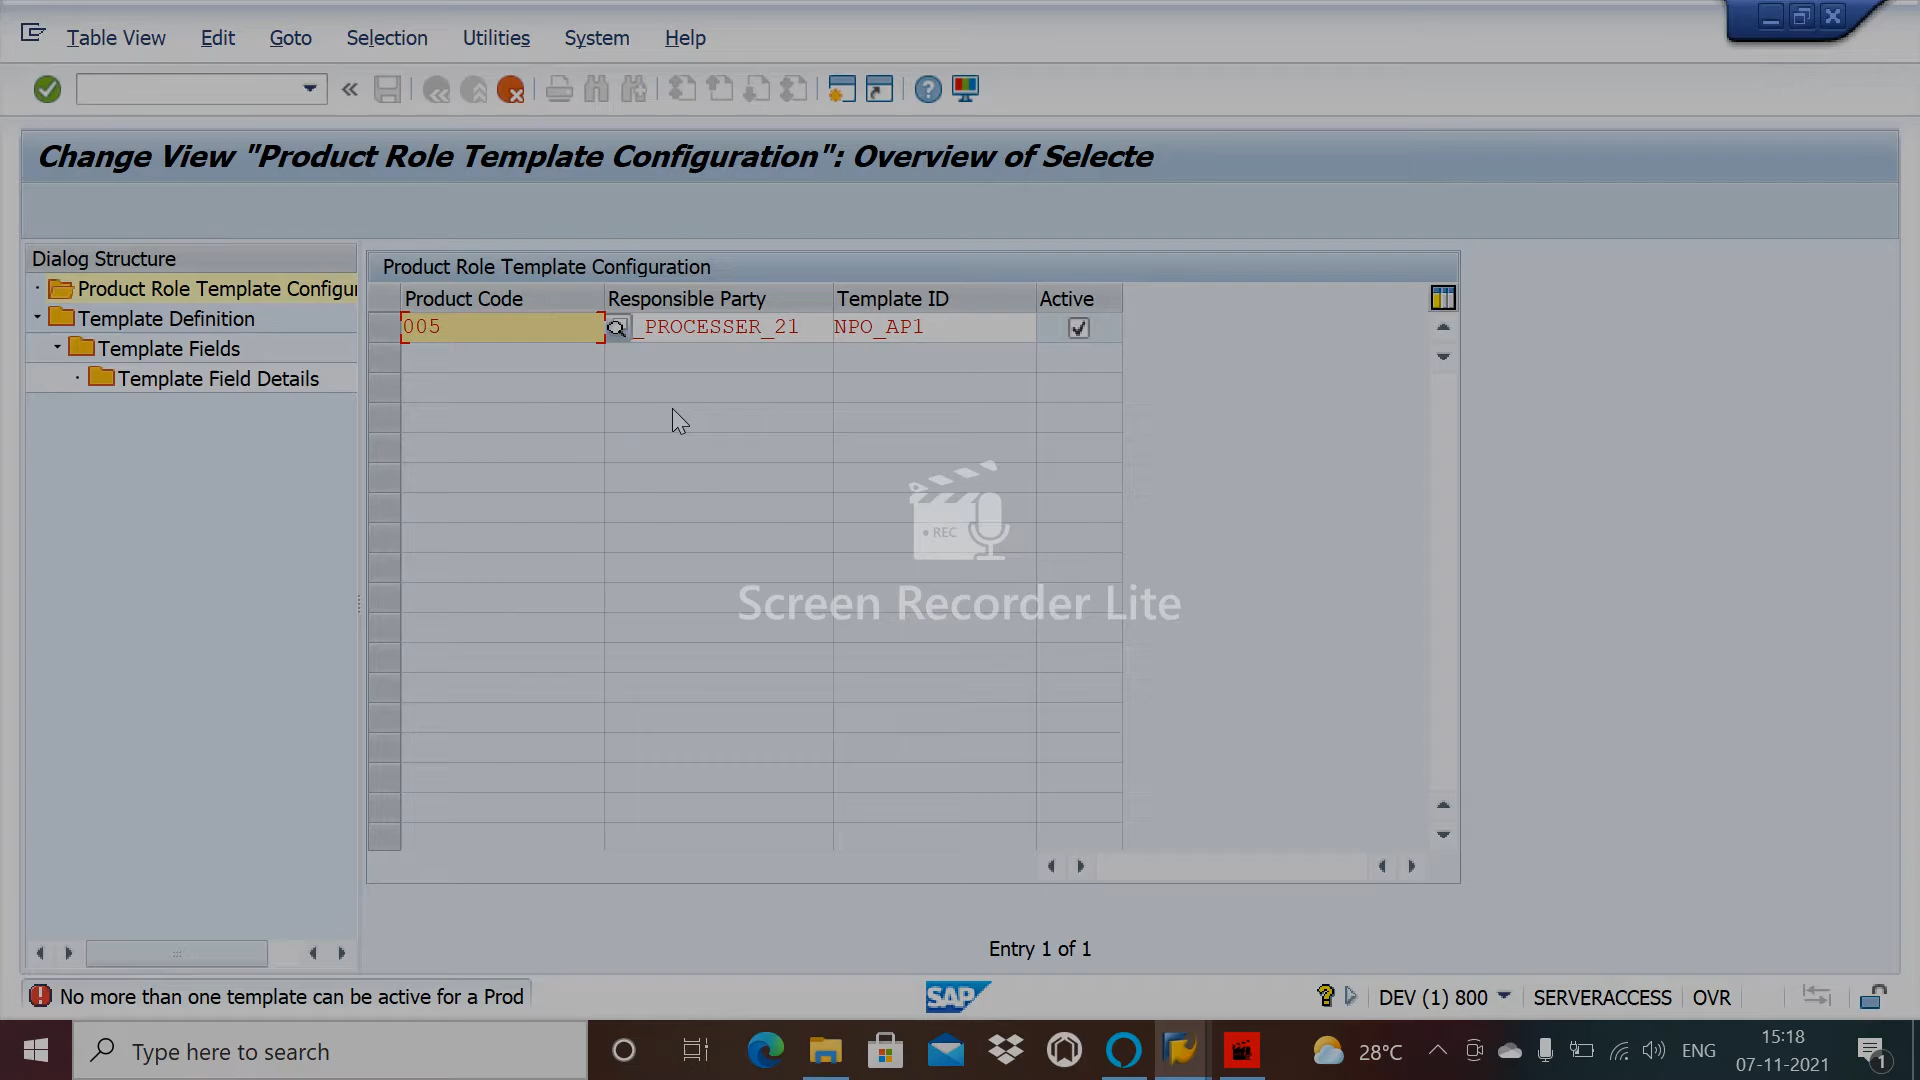 Table View Edit Goto Selection Utilities System Help
Change View "Product Role Template Configuration": Overview of Selecte
Dialog Structure
Product Role Template Configur
Template Definition
Template Fields
Template Field Details
Product Role Template Configuration
Product Code Responsible Party Template ID Active
005 _PROCESSER_21 NPO_AP1
REC
Screen Recorder Lite
Entry 1 of 1
No more than one template can be active for a Prod
SAP
DEV (1) 800 SERVERACCESS OVR
Type here to search
28°C
ENG
15:18
07-11-2021
1